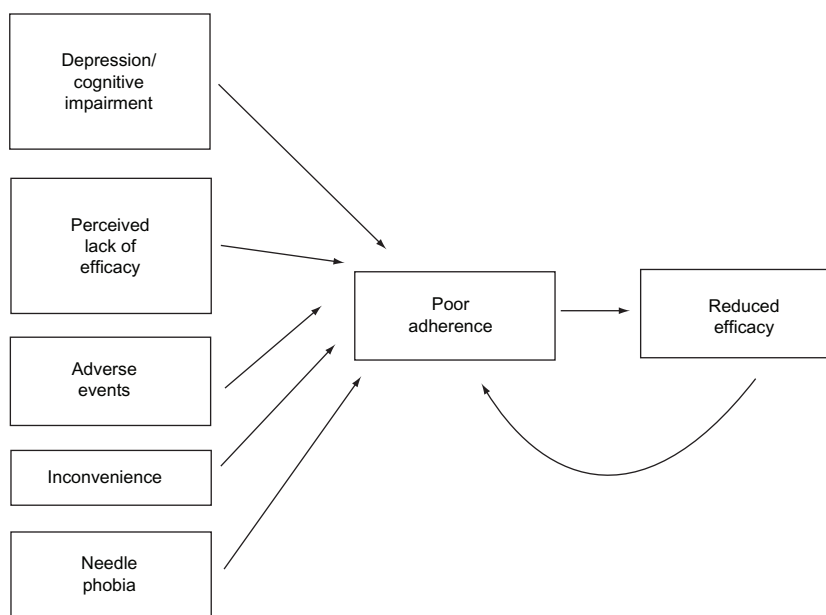 Depression/
cognitive
impairment
Perceived
lack of
efficacy
Adverse
events
Inconvenience
Needle
phobia
Poor
adherence
Reduced
efficacy